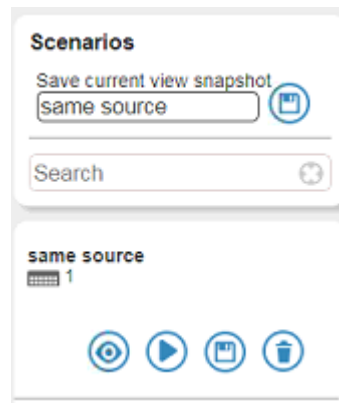 Scenarios
Save current view snapshot
same source
Search
same source
1